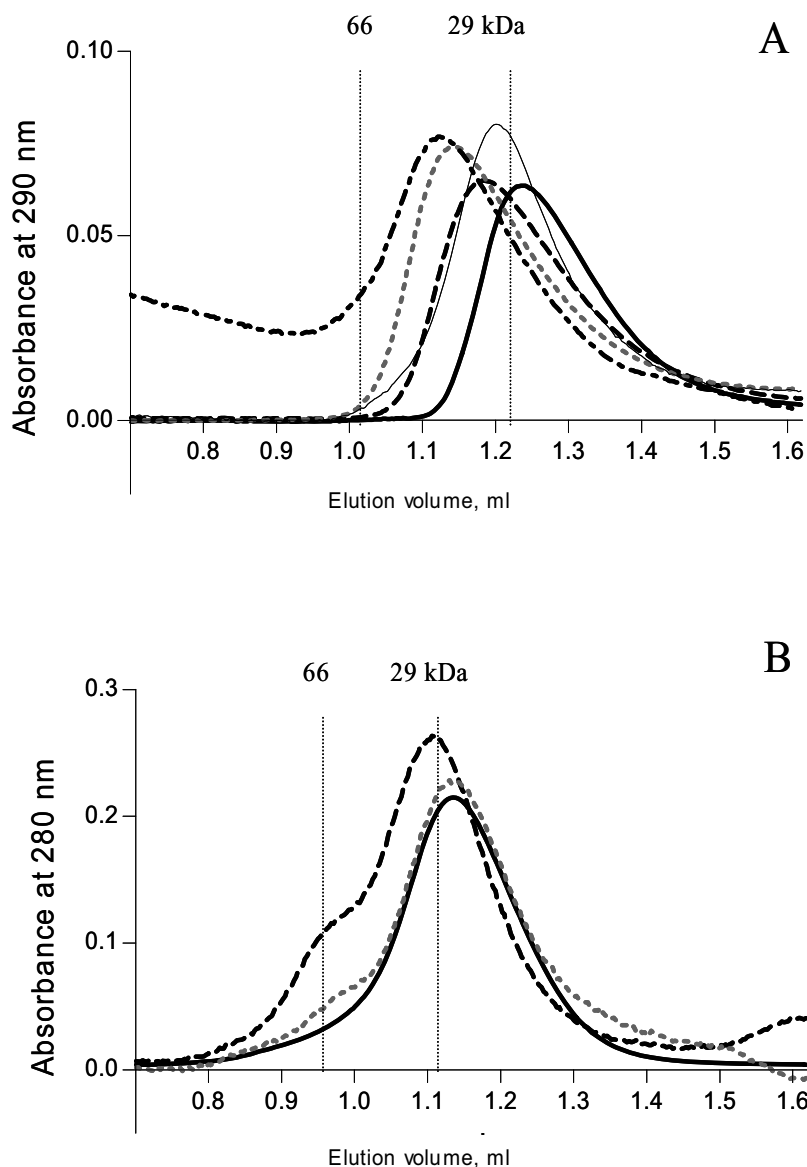 66 29 kDa A
0.10
0.05
0.00
Absorbance at 290 nm
0.8 0.9 1.0 1.1 1.2 1.3 1.4 1.5 1.6
Elution volume, ml
66 29 kDa B
0.3
0.2
0.1
0.0
Absorbance at 280 nm
0.8 0.9 1.0 1.1 1.2 1.3 1.4 1.5 1.6
Elution volume, ml